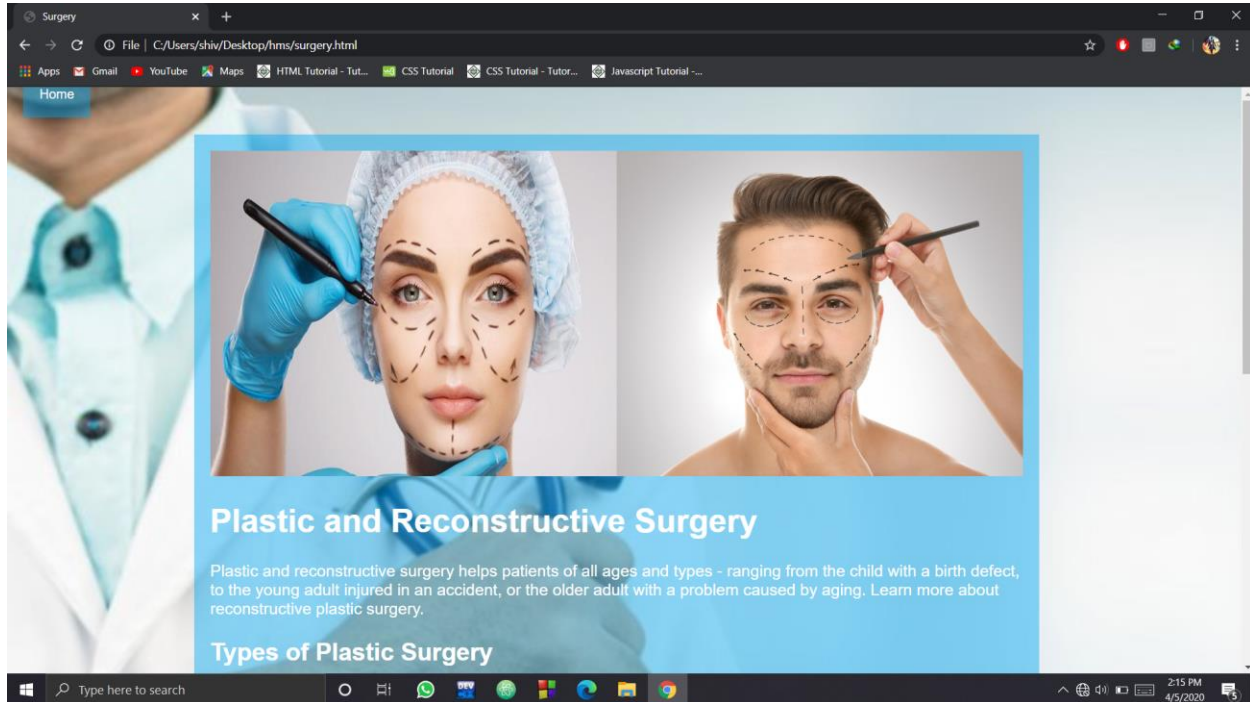 Surgery
File | C:/Users/shiv/Desktop/hms/surgery.html
Apps Gmail YouTube Maps HTML Tutorial - Tut... CSS Tutorial CSS Tutorial - Tutor... Javascript Tutorial -...
Home
Plastic and Reconstructive Surgery
Plastic and reconstructive surgery helps patients of all ages and types - ranging from the child with a birth defect,
to the young adult injured in an accident, or the older adult with a problem caused by aging. Learn more about
reconstructive plastic surgery.
Types of Plastic Surgery
Type here to search
DEV
2:15 PM
4/5/2020
5